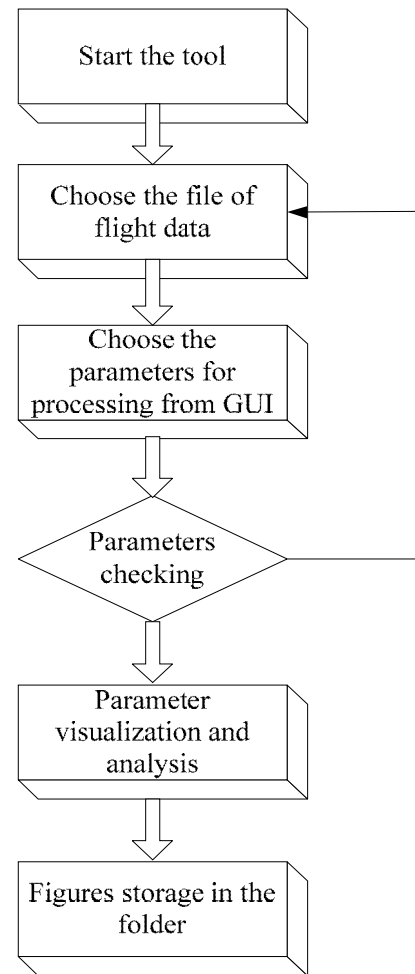 Start the tool
Choose the file of
flight data
Choose the
parameters for
processing from GUI
Parameters
checking
Parameter
visualization and
analysis
Figures storage in the
folder